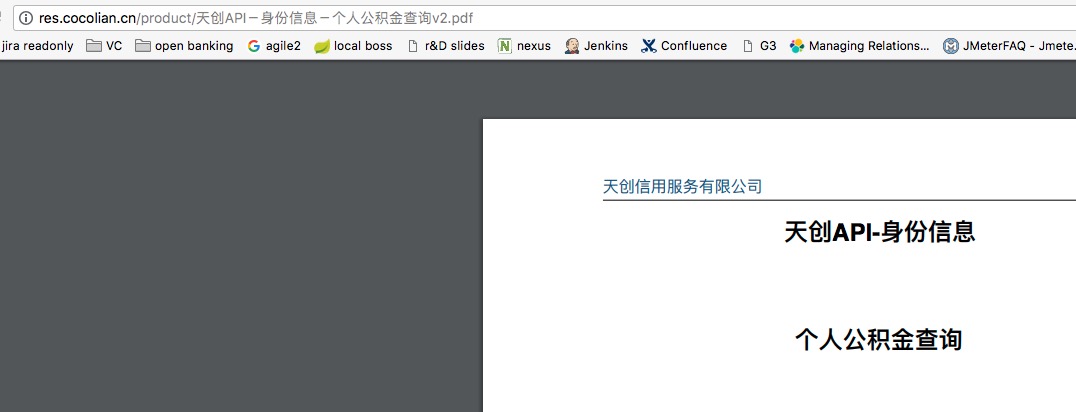 res.cocolian.cn/product/天创API－身份信息－个人公积金查询v2.pdf
jira readonly VC open banking agile2 local boss r&D slides nexus Jenkins Confluence G3 Managing Relations... JMeterFAQ - Jmete.
天创信用服务有限公司
天创API-身份信息
个人公积金查询